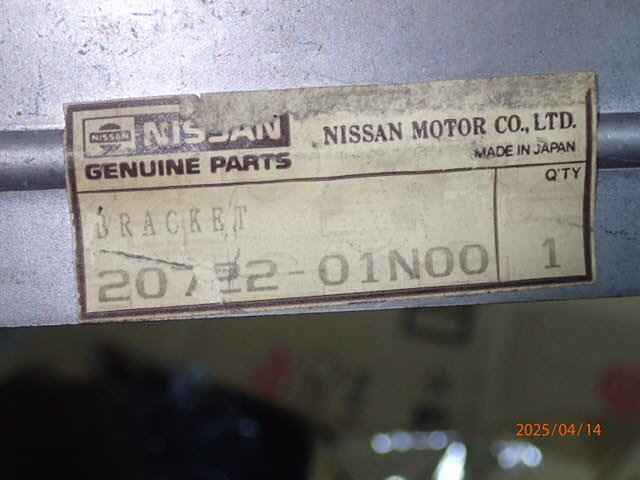 NISSAN
NISSAN
NISSAN MOTOR CO., LTD.
GENUINE PARTS
MADE IN JAPAN
Q'TY
BRACKET
20722-01N00
1
2025/04/14